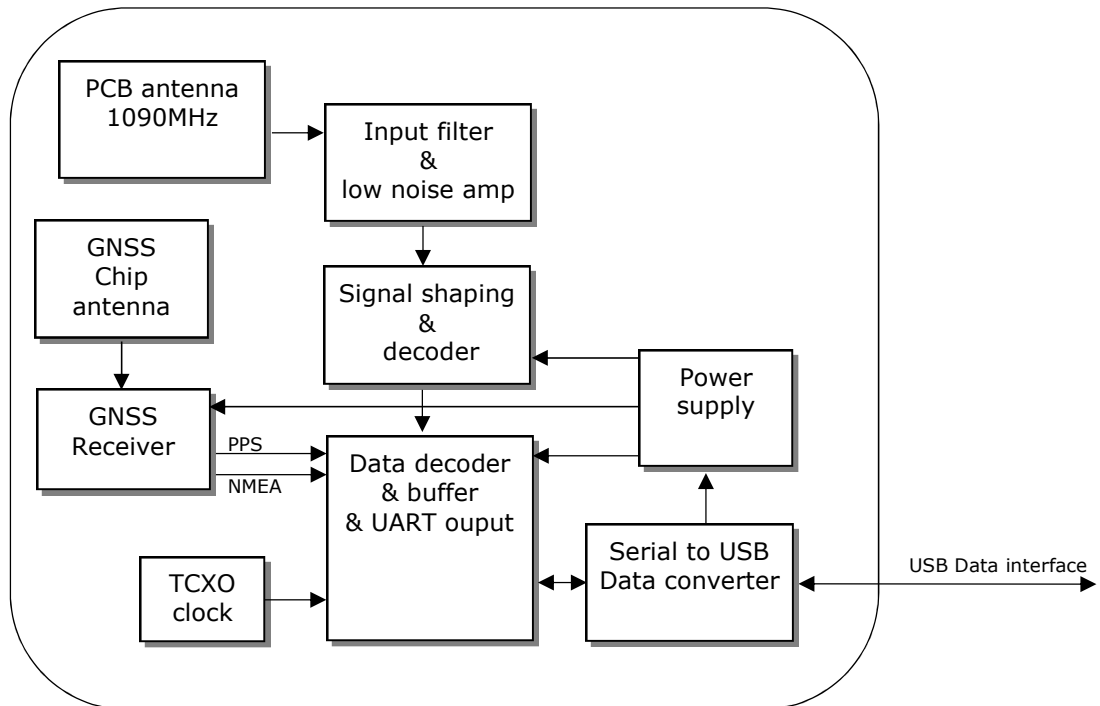 PCB antenna
1090MHz
Input filter
&
low noise amp
GNSS
Chip
antenna
Signal shaping
&
decoder
Power
supply
GNSS
Receiver
PPS
NMEA
Data decoder
& buffer
& UART ouput
Serial to USB
Data converter
USB Data interface
TCXO
clock